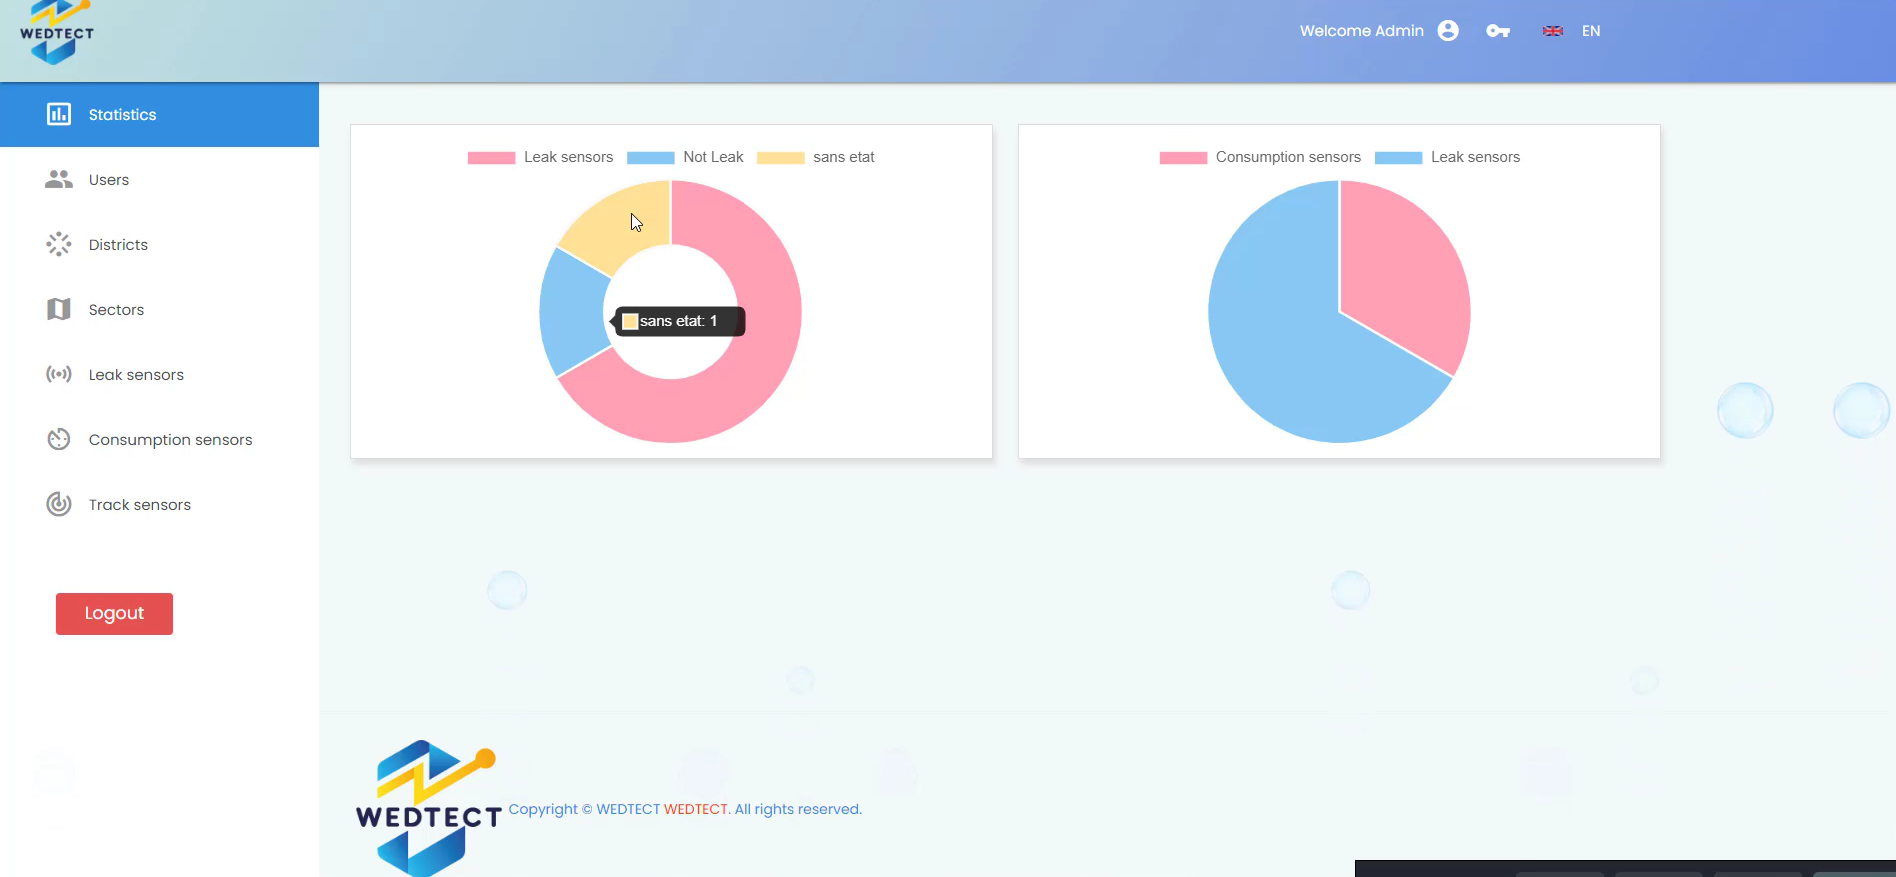 WEDTECT
Welcome Admin
EN
Statistics
Users
Districts
Sectors
Leak sensors
Consumption sensors
Track sensors
Logout
Leak sensors Not Leak sans etat
sans etat: 1
Consumption sensors Leak sensors
WEDTECT
Copyright © WEDTECT WEDTECT. All rights reserved.